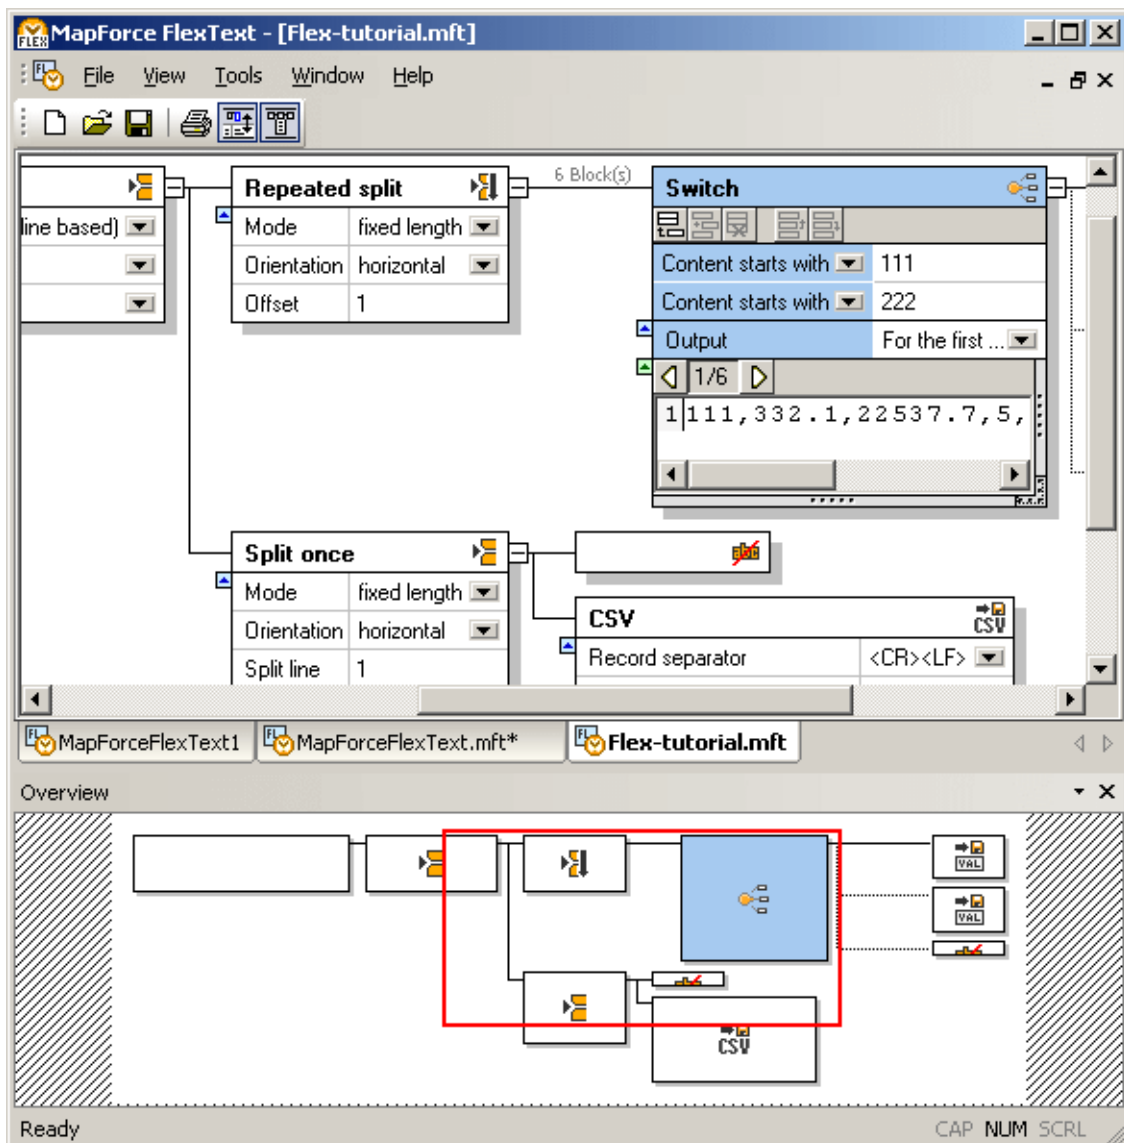 MapForce FlexText - [Flex-tutorial.mft]
File View Tools Window Help
6 Block(s)
Repeated split
Switch
line based)
Mode fixed length
Orientation horizontal
Offset 1
Content starts with 111
Content starts with 222
Output For the first ...
1/6
1 111,332.1,22537.7,5,
Split once
Mode fixed length
Orientation horizontal
Split line 1
CSV
CSV
Record separator <CR><LF>
MapForceFlexText1 MapForceFlexText.mft* Flex-tutorial.mft
Overview
VAL
VAL
CSV
Ready CAP NUM SCRL